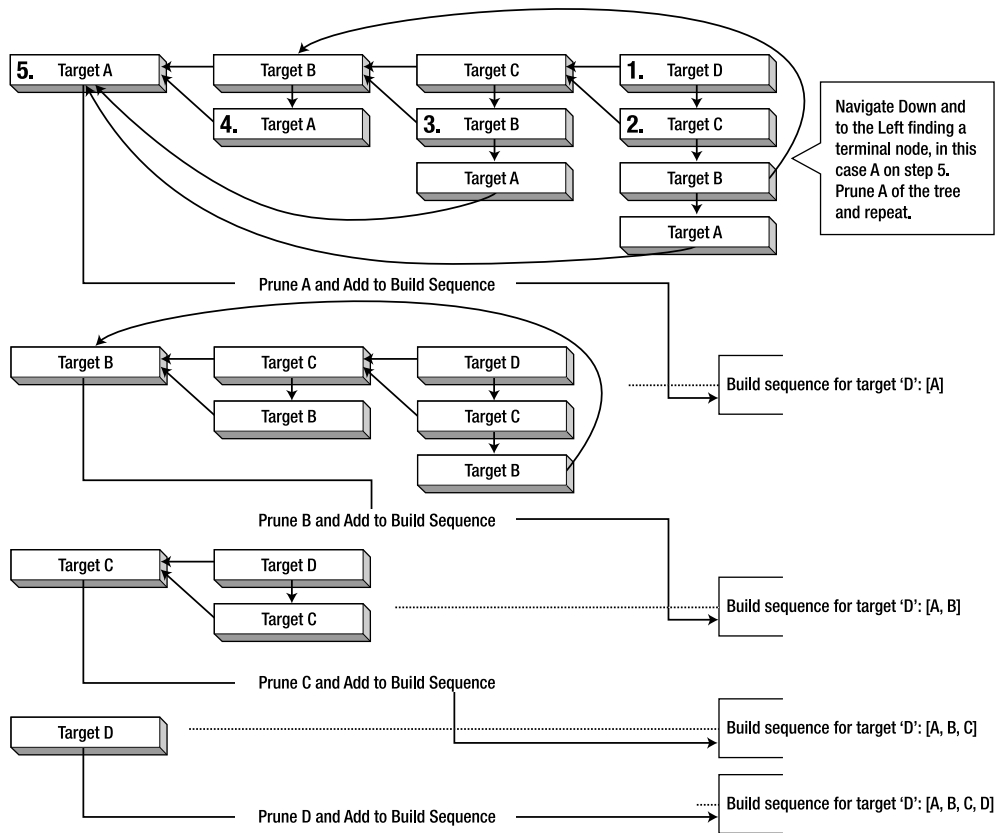 5. Target A
Target B
Target C
1. Target D
4. Target A
3. Target B
2. Target C
Target A
Target B
Target A
Navigate Down and
to the Left finding a
terminal node, in this
case A on step 5.
Prune A of the tree
and repeat.
Prune A and Add to Build Sequence
Target B
Target C
Target D
Build sequence for target ‘D’: [A]
Target B
Target C
Target B
Prune B and Add to Build Sequence
Target C
Target D
Target C
Build sequence for target ‘D’: [A, B]
Prune C and Add to Build Sequence
Target D
Build sequence for target ‘D’: [A, B, C]
Build sequence for target ‘D’: [A, B, C, D]
Prune D and Add to Build Sequence